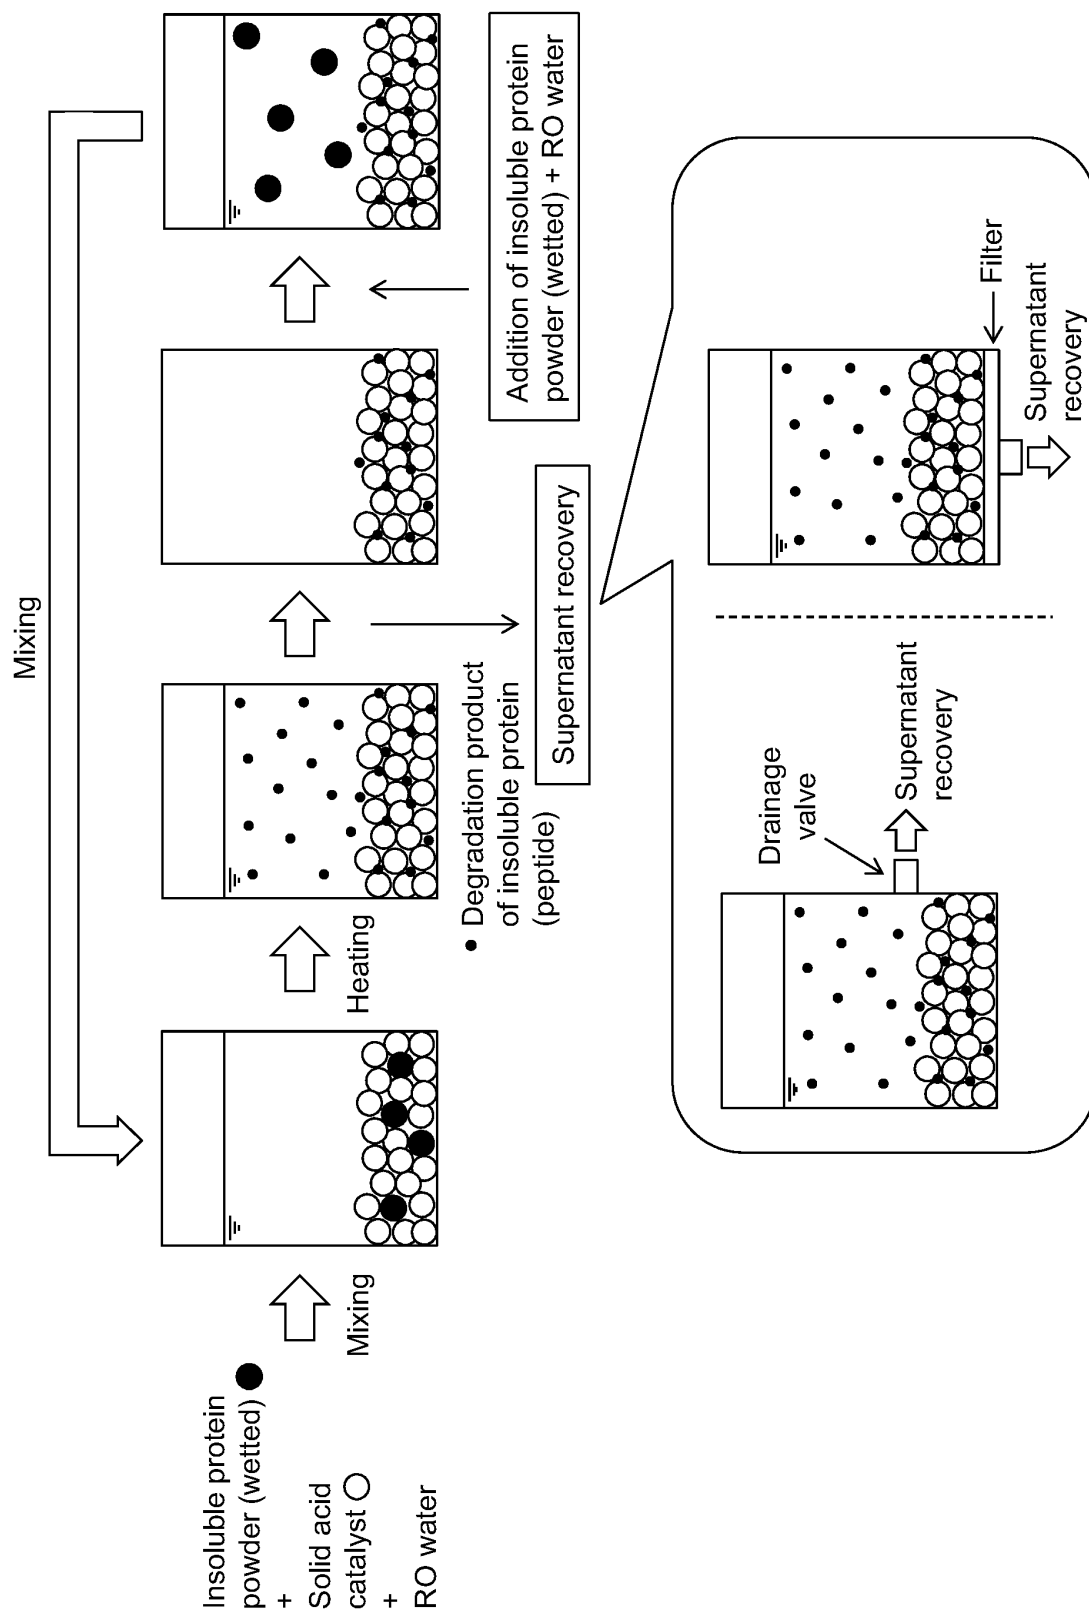 Mixing
Insoluble protein
powder (wetted)
+
Solid acid
catalyst
+
RO water
Mixing
Heating
Degradation product
of insoluble protein
(peptide)
Supernatant recovery
Addition of insoluble protein
powder (wetted) + RO water
Drainage
valve
Supernatant
recovery
Filter
Supernatant
recovery